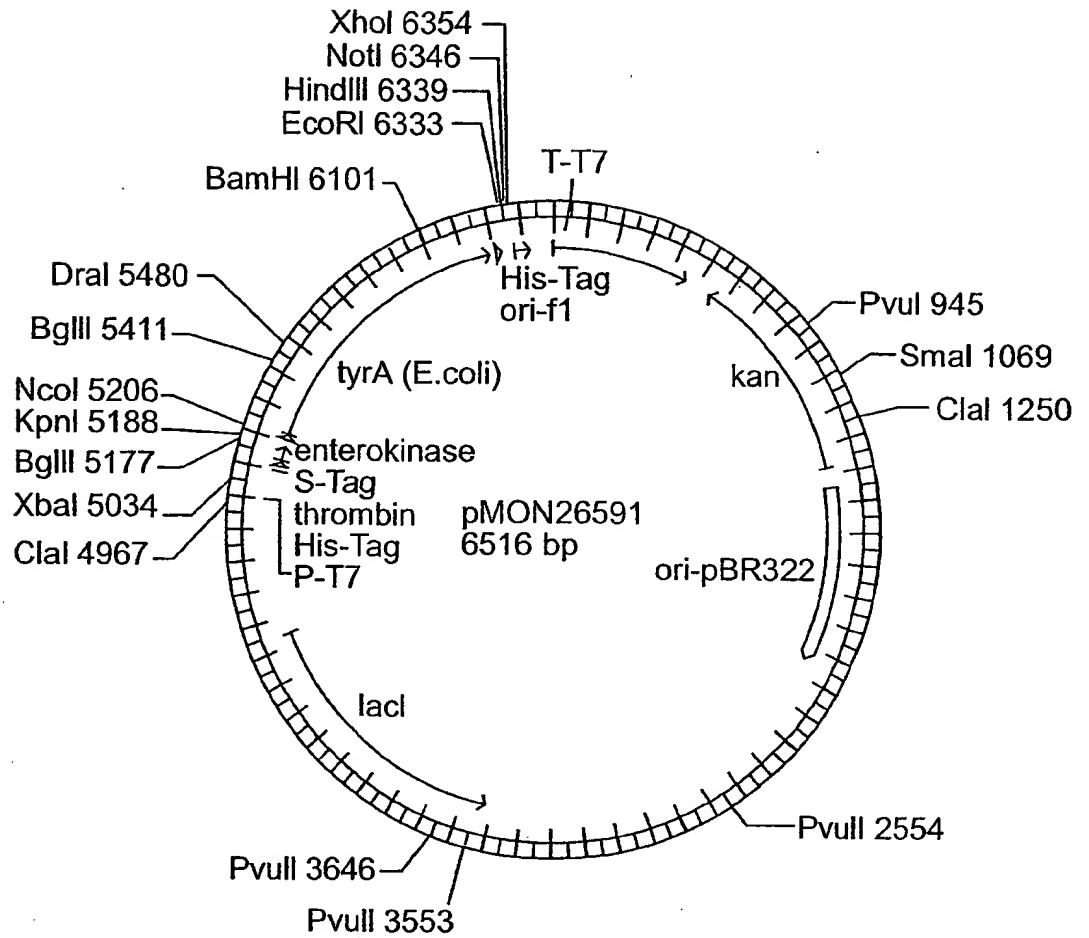 XhoI 6354
NotI 6346
HindIII 6339
EcoRI 6333
T-T7
BamHI 6101
His-Tag
ori-f1
DraI 5480
BglII 5411
PvuI 945
SmaI 1069
ClaI 1250
tyrA (E.coli)
kan
NcoI 5206
KpnI 5188
BglII 5177
XbaI 5034
ClaI 4967
enterokinase
S-Tag
thrombin
His-Tag
P-T7
pMON26591
6516 bp
ori-pBR322
lacI
PvuII 2554
PvuII 3646
PvuII 3553